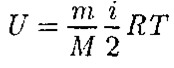 U = \frac{m}{M} \frac{i}{2} RT